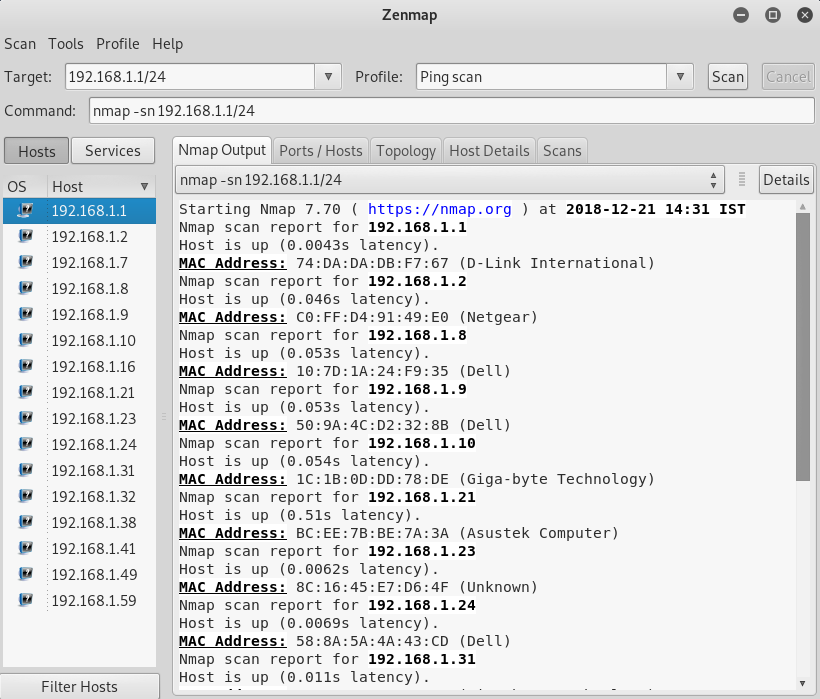 Zenmap
Scan Tools Profile Help
Target: 192.168.1.1/24 Profile: Ping scan Scan Cancel
Command: nmap -sn 192.168.1.1/24
Hosts Services
OS Host
192.168.1.1
192.168.1.2
192.168.1.7
192.168.1.8
192.168.1.9
192.168.1.10
192.168.1.16
192.168.1.21
192.168.1.23
192.168.1.24
192.168.1.31
192.168.1.32
192.168.1.38
192.168.1.41
192.168.1.49
192.168.1.59
Filter Hosts
Nmap Output Ports / Hosts Topology Host Details Scans
nmap -sn 192.168.1.1/24 Details
Starting Nmap 7.70 ( https://nmap.org ) at 2018-12-21 14:31 IST
Nmap scan report for 192.168.1.1
Host is up (0.0043s latency).
MAC Address: 74:DA:DA:DB:F7:67 (D-Link International)
Nmap scan report for 192.168.1.2
Host is up (0.046s latency).
MAC Address: C0:FF:D4:91:49:E0 (Netgear)
Nmap scan report for 192.168.1.8
Host is up (0.053s latency).
MAC Address: 10:7D:1A:24:F9:35 (Dell)
Nmap scan report for 192.168.1.9
Host is up (0.053s latency).
MAC Address: 50:9A:4C:D2:32:8B (Dell)
Nmap scan report for 192.168.1.10
Host is up (0.054s latency).
MAC Address: 1C:1B:0D:DD:78:DE (Giga-byte Technology)
Nmap scan report for 192.168.1.21
Host is up (0.51s latency).
MAC Address: BC:EE:7B:BE:7A:3A (Asustek Computer)
Nmap scan report for 192.168.1.23
Host is up (0.0062s latency).
MAC Address: 8C:16:45:E7:D6:4F (Unknown)
Nmap scan report for 192.168.1.24
Host is up (0.0069s latency).
MAC Address: 58:8A:5A:4A:43:CD (Dell)
Nmap scan report for 192.168.1.31
Host is up (0.011s latency).